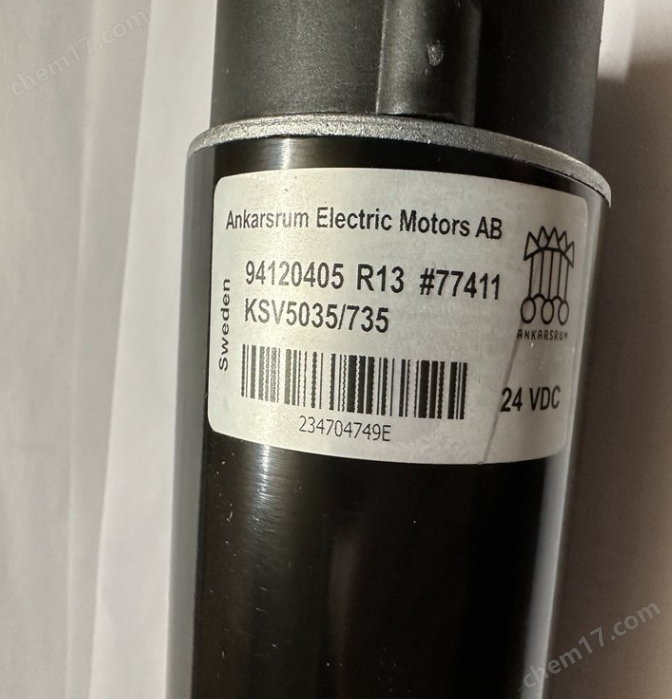 chem17.com
Ankarsrum Electric Motors AB
94120405 R13 #77411
KSV5035/735
Sweden
ANKARSRUM
24 VDC
234704749E
chem17.com